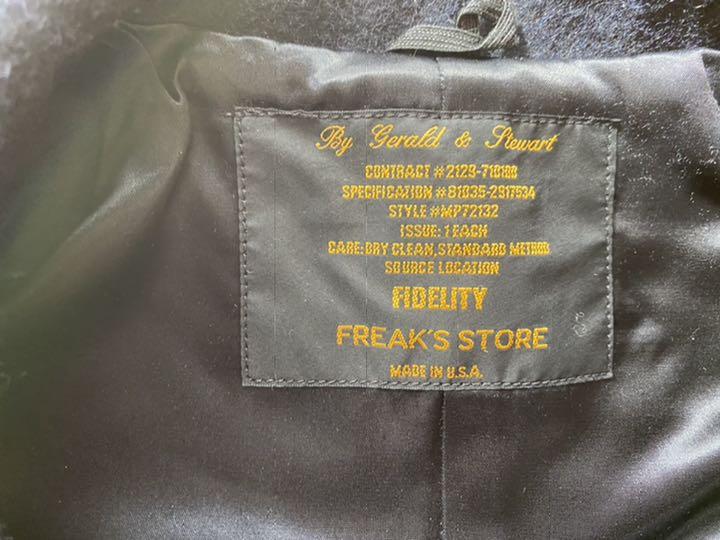 By Gerald & Stewart
CONTRACT #2129-710100
SPECIFICATION #81035-2917534
STYLE #MP72132
ISSUE: 1 EACH
CARE: DRY CLEAN, STANDARD METHOD
SOURCE LOCATION
FIDELITY
FREAK'S STORE
MADE IN U.S.A.